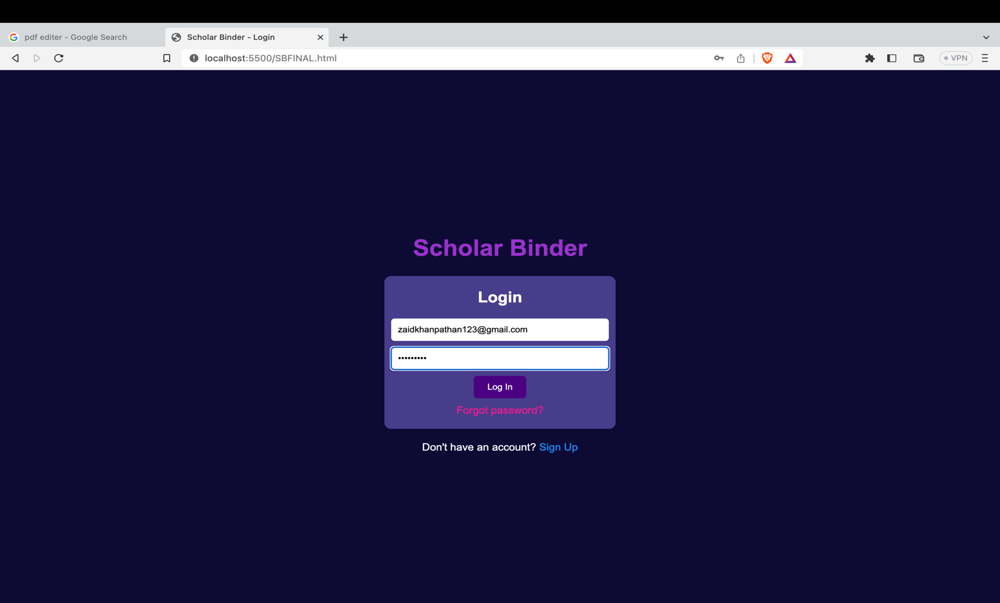 pdf editer - Google Search
Scholar Binder - Login
localhost:5500/SBFINAL.html
VPN
Scholar Binder
Login
zaidkhanpathan123@gmail.com
•••••••••
Log In
Forgot password?
Don't have an account? Sign Up